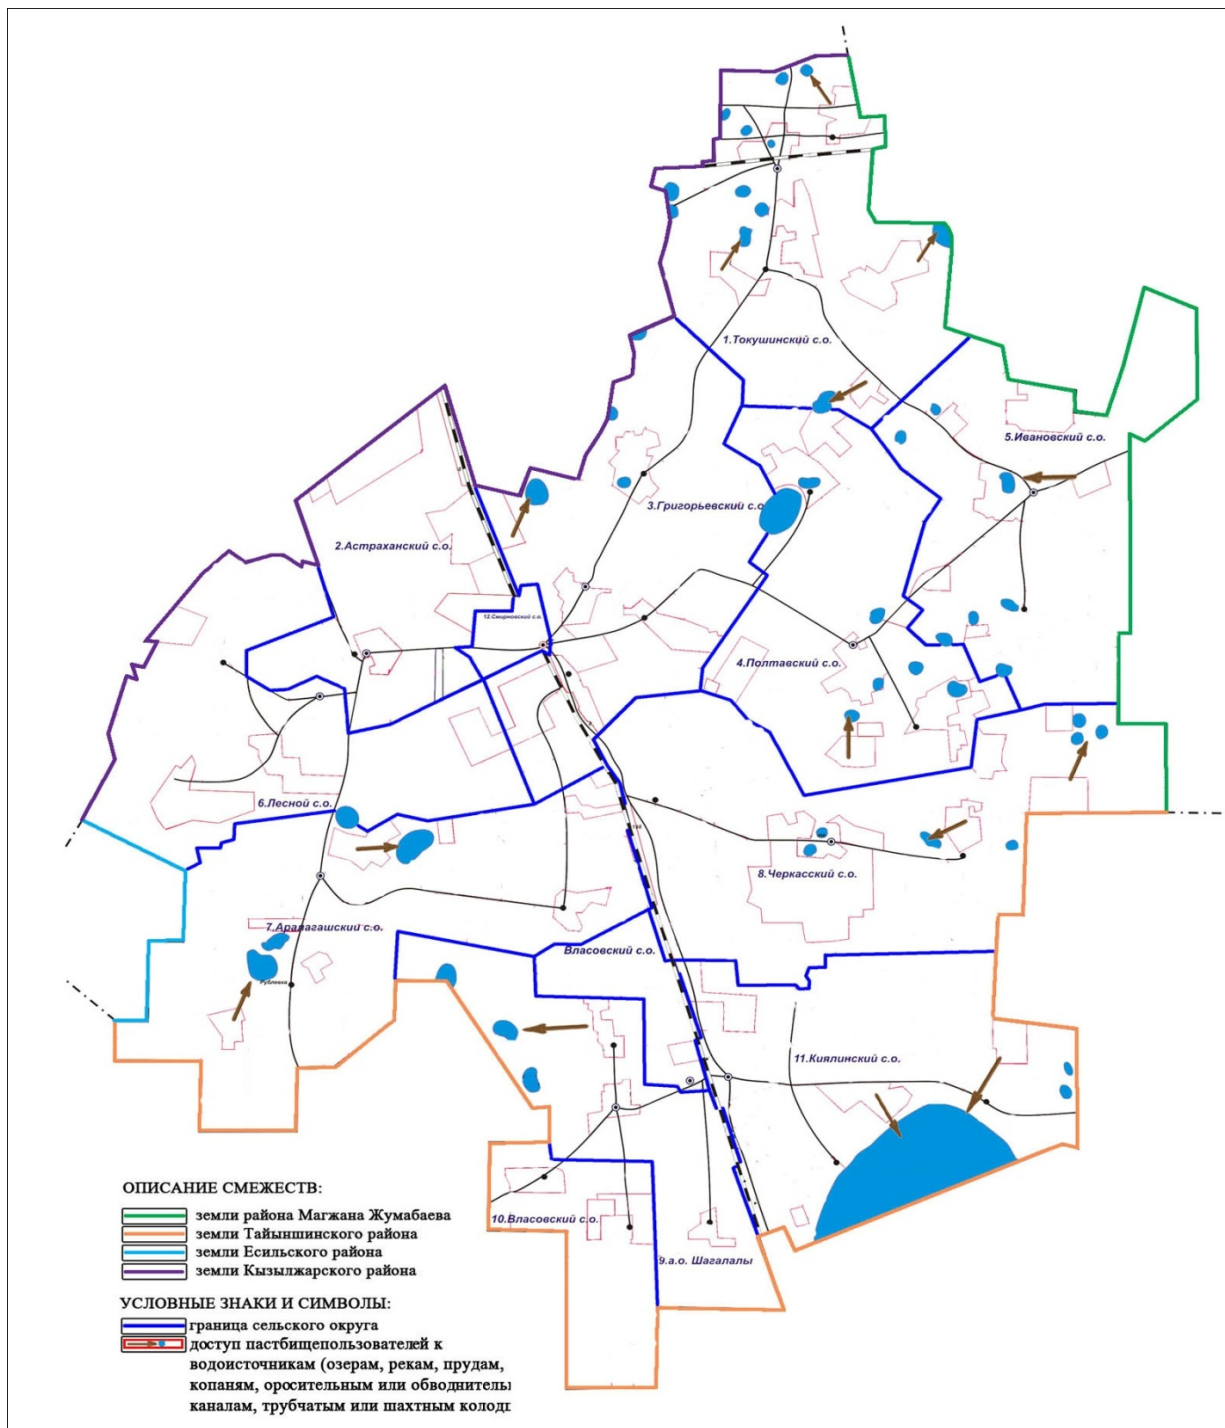 1.Токушинский с.о.
5.Ивановский с.о.
3.Григорьевский с.о
2.Астраханский с.о.
12.Смирновский с.о.
4.Полтавский с.о.
6.Лесной с.о.
8.Черкасский с.о.
7.Аралагашский с.о.
Власовский с.о.
Рублевка
11.Киялинский с.о.
10.Власовский с.о.
9.а.о. Шагалалы
ОПИСАНИЕ СМЕЖЕСТВ:
земли района Магжана Жумабаева
земли Тайыншинского района
земли Есильского района
земли Кызылжарского района
УСЛОВНЫЕ ЗНАКИ И СИМВОЛЫ:
граница сельского округа
доступ пастбищепользователей к
водоисточникам (озерам, рекам, прудам,
копаням, оросительным или обводнительн
каналам, трубчатым или шахтным колодц